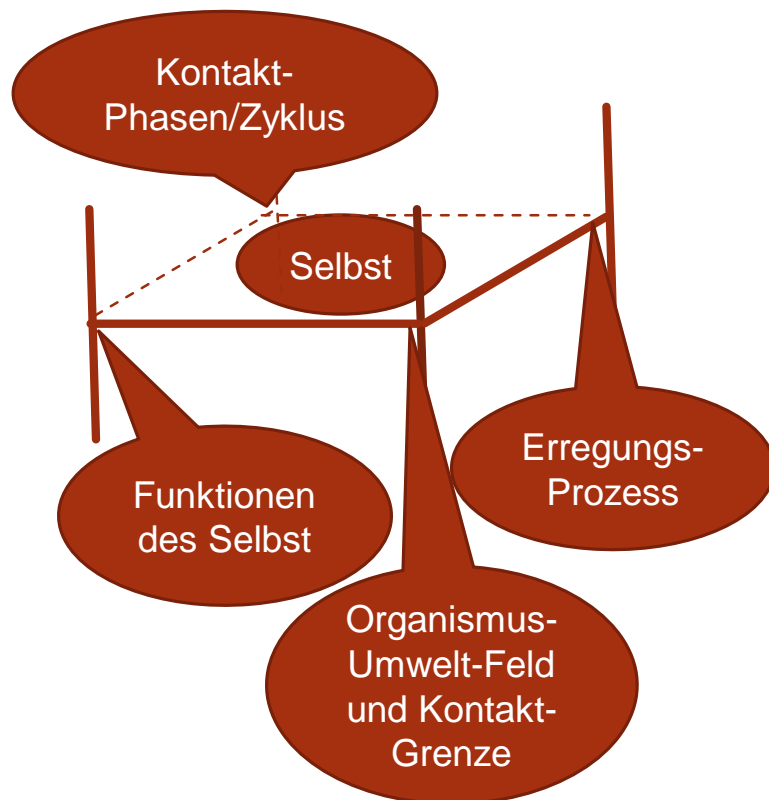 Kontakt-
Phasen/Zyklus
Selbst
Erregungs-
Prozess
Funktionen
des Selbst
Organismus-
Umwelt-Feld
und Kontakt-
Grenze